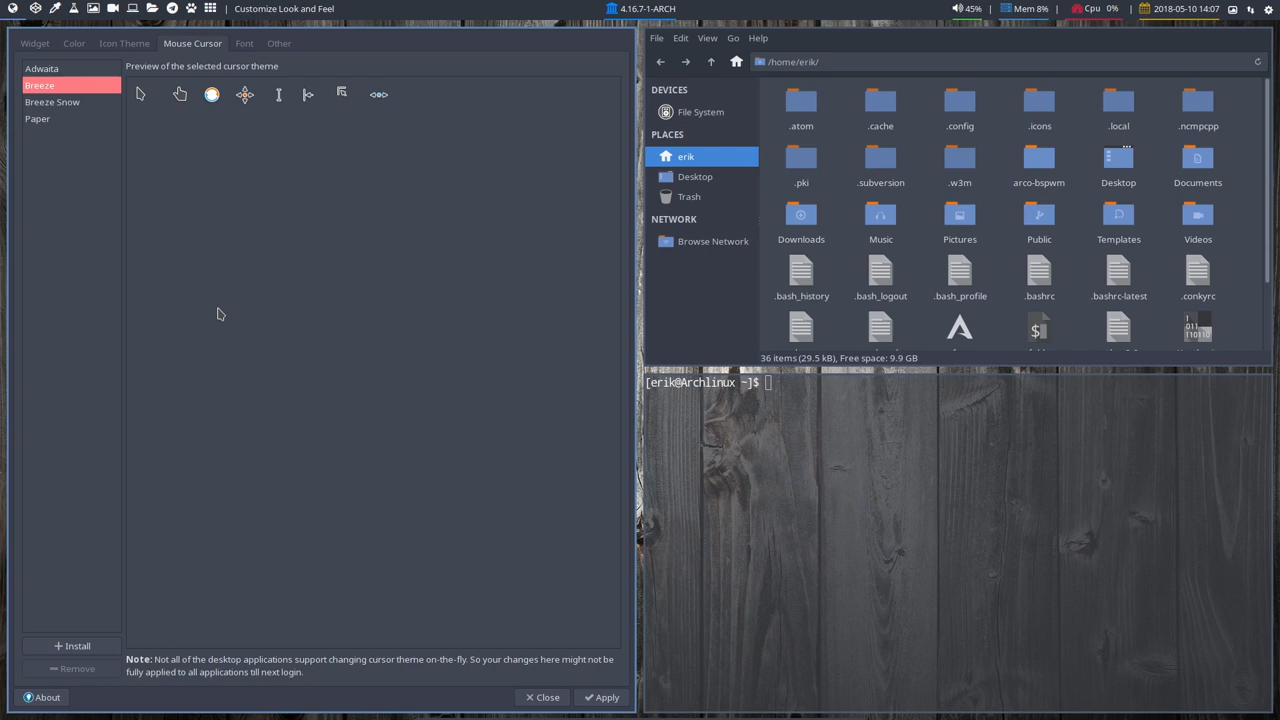 Customize Look and Feel
4.16.7-1-ARCH
45%
Mem 8%
Cpu 0%
2018-05-10 14:07
Widget Color Icon Theme Mouse Cursor Font Other
Adwaita
Breeze
Breeze Snow
Paper
Preview of the selected cursor theme
Install
Remove
Note: Not all of the desktop applications support changing cursor theme on-the-fly. So your changes here might not be
fully applied to all applications till next login.
About
Close
Apply
File Edit View Go Help
/home/erik/
DEVICES
File System
PLACES
erik
Desktop
Trash
NETWORK
Browse Network
.atom .cache .config .icons .local .ncmpcpp
.pki .subversion .w3m arco-bspwm Desktop Documents
Downloads Music Pictures Public Templates Videos
.bash_history .bash_logout .bash_profile .bashrc .bashrc-latest .conkyrc
36 items (29.5 kB), Free space: 9.9 GB
[erik@Archlinux ~]$